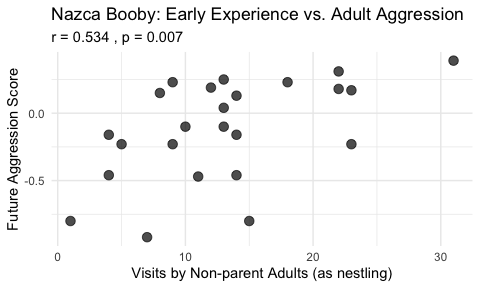 Nazca Booby: Early Experience vs. Adult Aggression
r = 0.534 , p = 0.007
Future Aggression Score
0.0
-0.5
0
10
20
30
Visits by Non-parent Adults (as nestling)